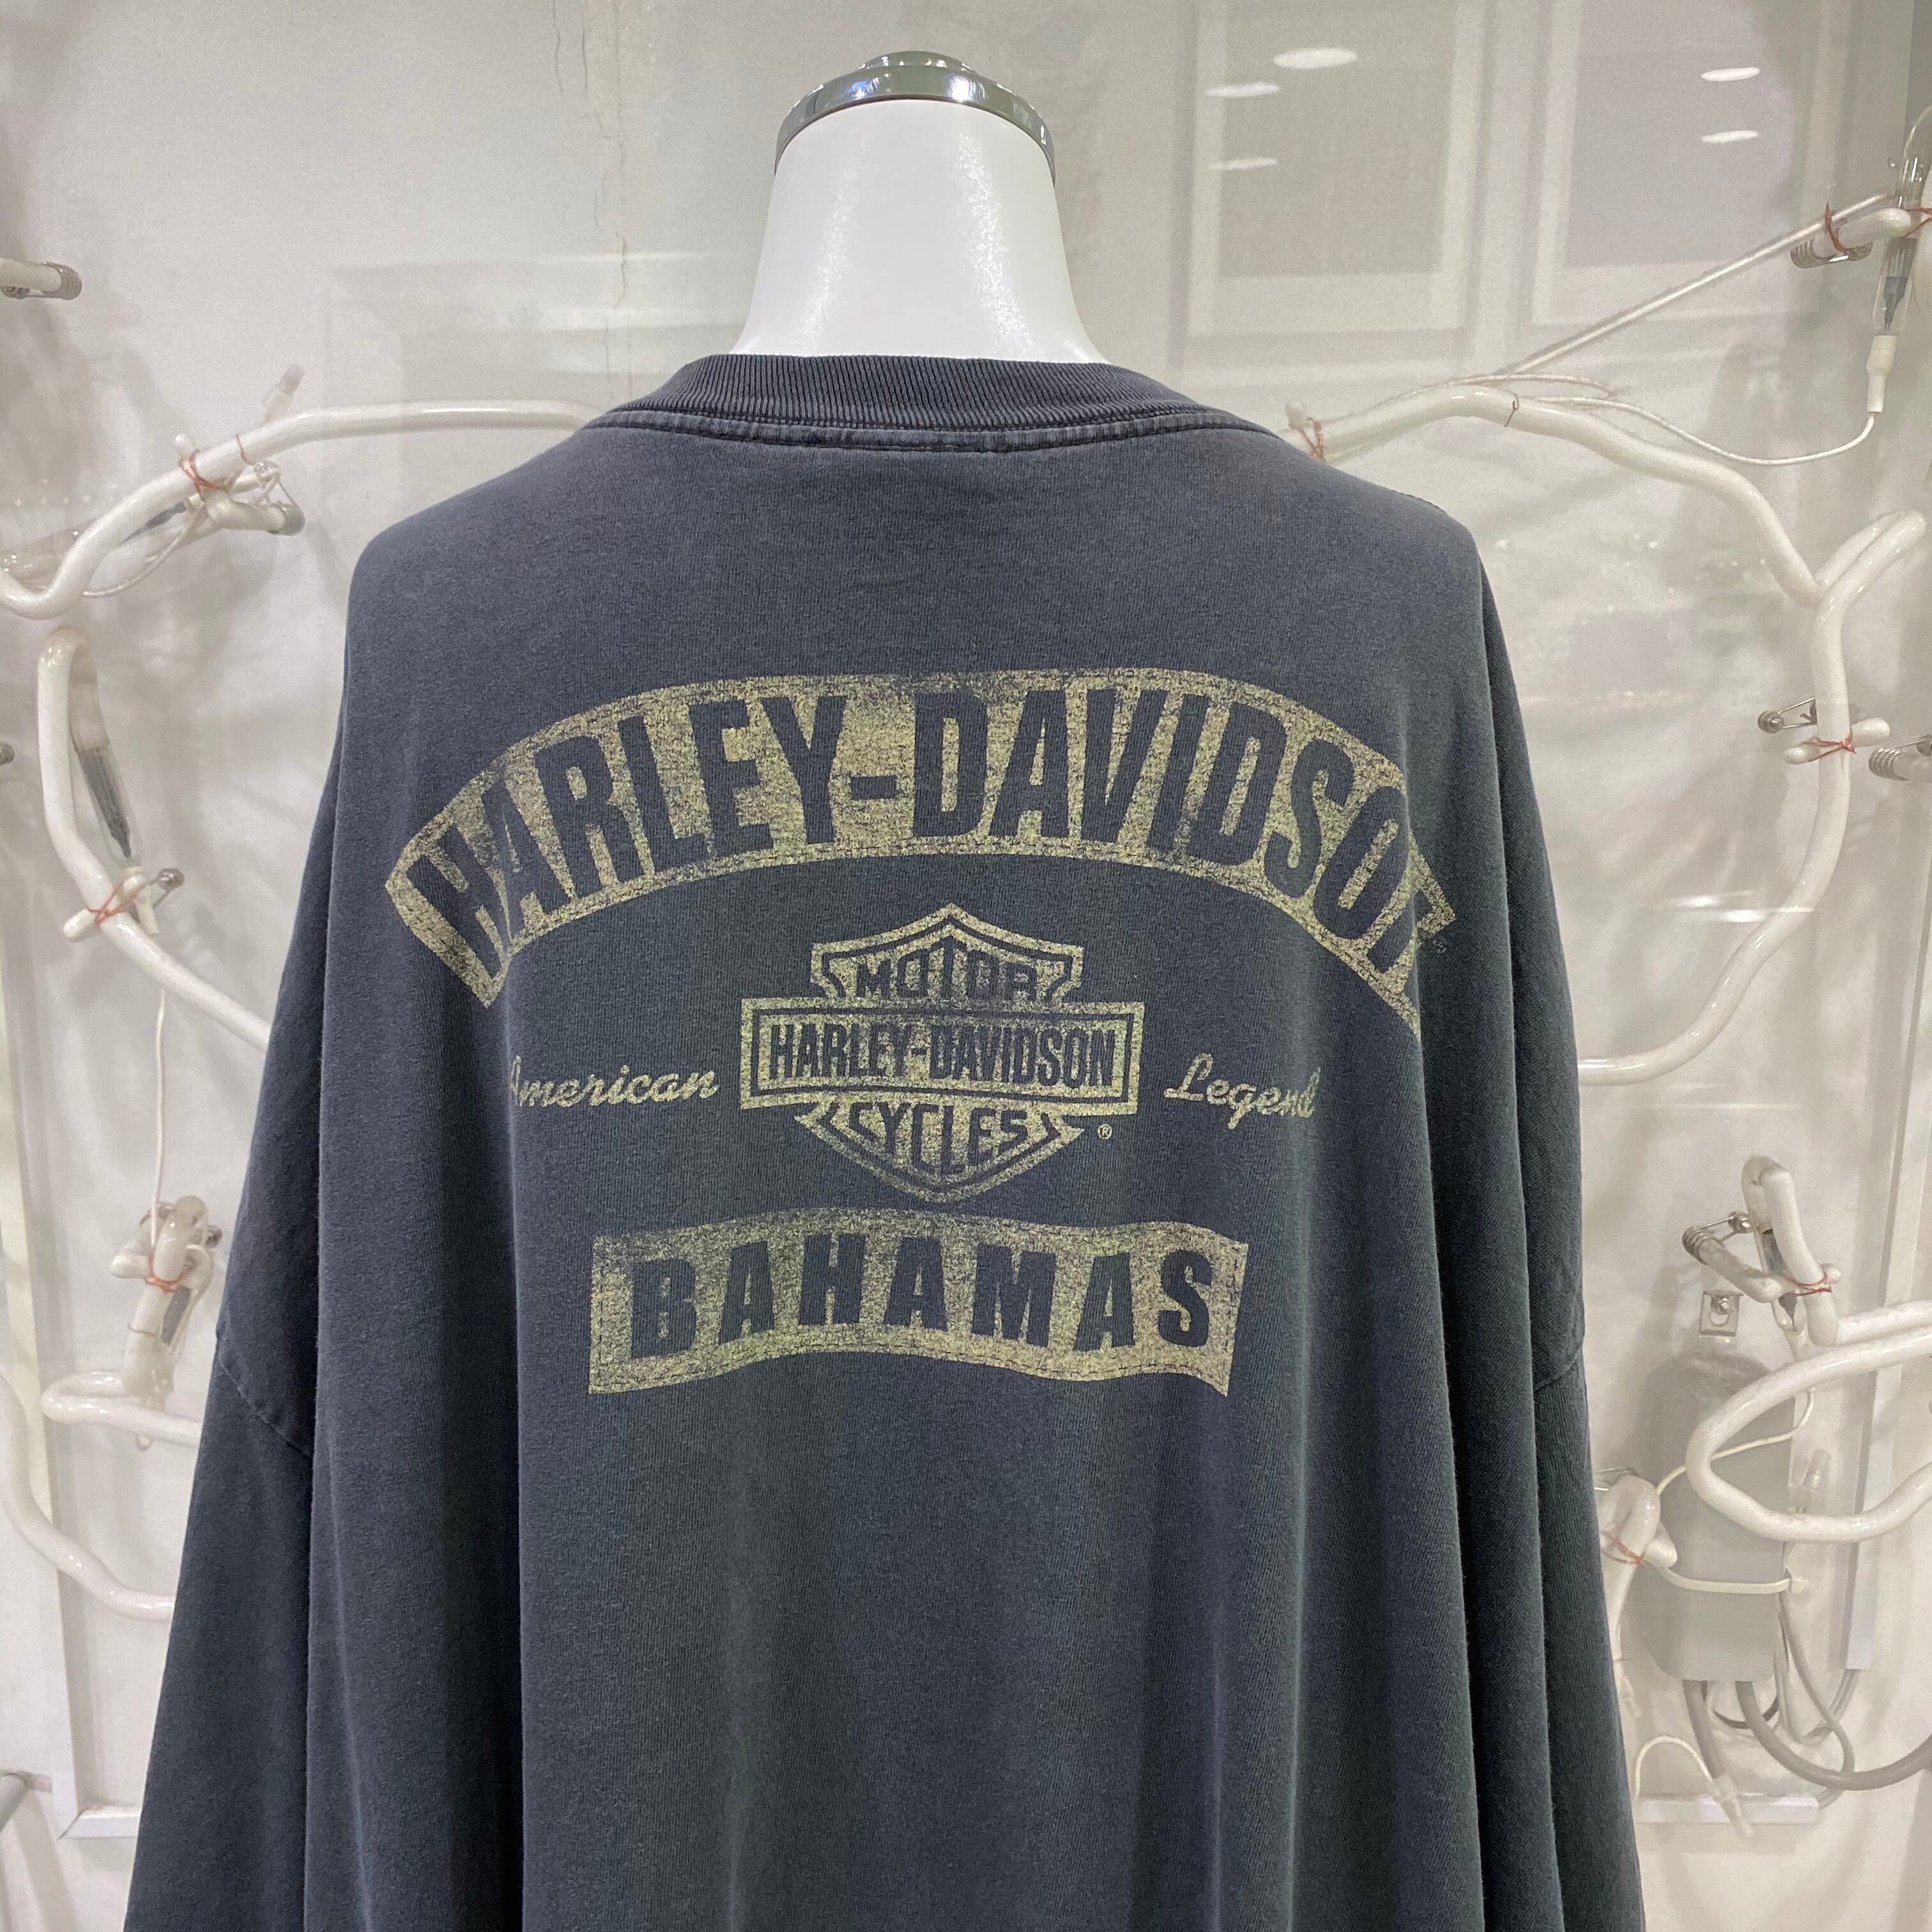 HARLEY-DAVIDSON
MOTOR
HARLEY-DAVIDSON
American Legend
CYCLES ®
BAHAMAS